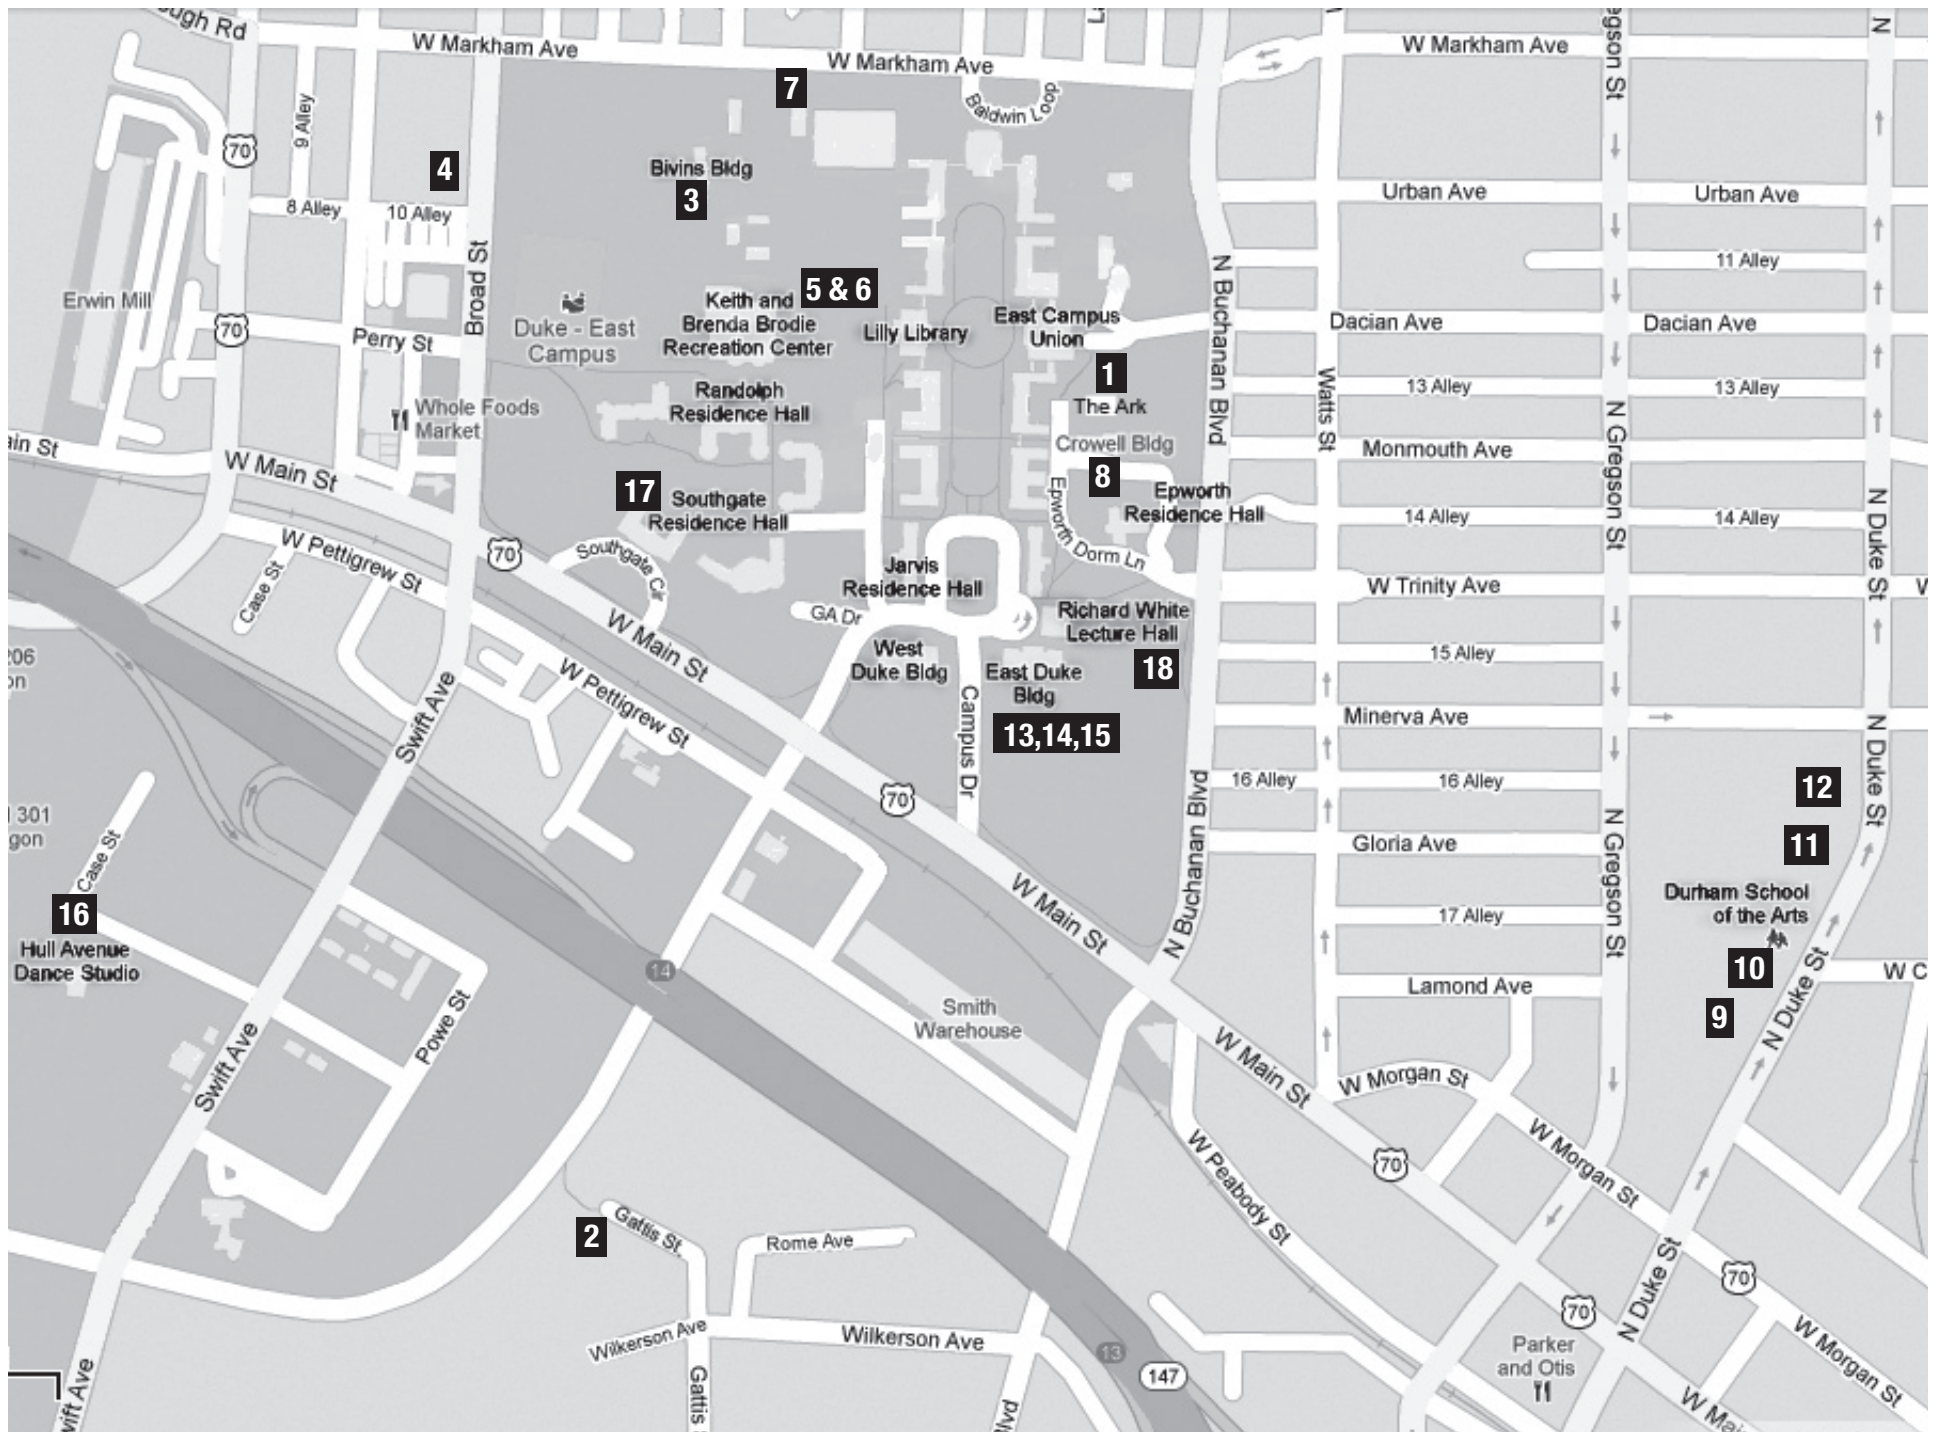 ugh Rd
W Markham Ave
W Markham Ave
W Markham Ave
egson St
N
7
Baldwin Loop
9 Alley
70
4
Bivins Bldg
3
8 Alley
10 Alley
Urban Ave
Urban Ave
11 Alley
Broad St
N Buchanan Blvd
Erwin Mill
5 & 6
Keith and
Brenda Brodie
Recreation Center
Duke - East
Campus
Lilly Library
East Campus
Union
70
Perry St
Dacian Ave
Dacian Ave
1
The Ark
Watts St
13 Alley
13 Alley
Randolph
Residence Hall
Whole Foods
Market
Crowell Bldg
8
Monmouth Ave
N Gregson St
ain St
W Main St
17
Southgate
Residence Hall
Epworth
Residence Hall
Epworth Dorm Ln
14 Alley
14 Alley
N Duke St
W Pettigrew St
70
Southgate Cir
Case St
Jarvis
Residence Hall
W Trinity Ave
W
GA Dr
Richard White
Lecture Hall
18
W Main St
West
Duke Bldg
East Duke
Bldg
13,14,15
15 Alley
206
on
Swift Ave
W Pettigrew St
Campus Dr
Minerva Ave
N Duke St
70
N Buchanan Blvd
16 Alley
16 Alley
12
301
gon
Case St
Gloria Ave
N Gregson St
11
16
Hull Avenue
Dance Studio
W Main St
17 Alley
Durham School
of the Arts
10
9
N Duke St
W C
14
Lamond Ave
Powe St
Smith
Warehouse
Swift Ave
W Main St
W Morgan St
W Peabody St
70
W Morgan St
2
Gattis St
Rome Ave
N Duke St
70
70
Wilkerson Ave
Wilkerson Ave
13
147
Parker
and Otis
W Morgan St
wift Ave
Gattis
lvd
W Mai